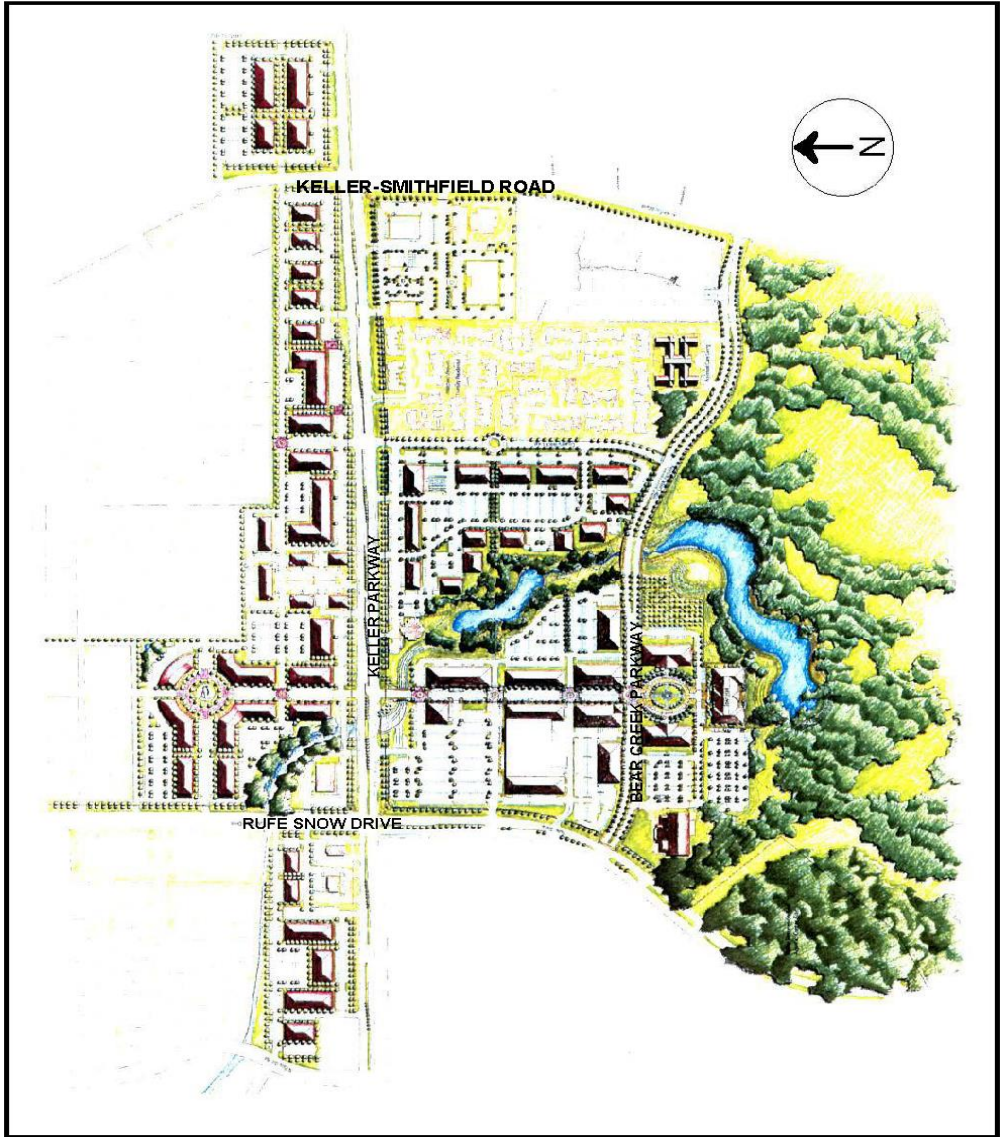 N
KELLER-SMITHFIELD ROAD
KELLER PARKWAY
BEAR CREEK PARKWAY
RUFE SNOW DRIVE